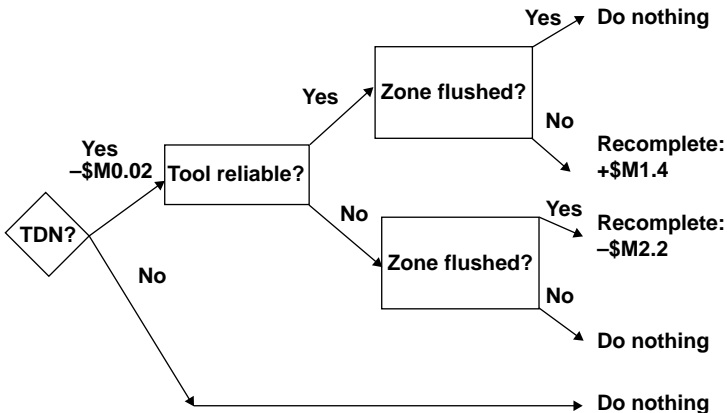 Yes
Do nothing
Zone flushed?
Yes
No
Recomplete:
+$M1.4
Yes
–$M0.02
Tool reliable?
TDN?
No
Yes
Recomplete:
–$M2.2
Zone flushed?
No
No
Do nothing
Do nothing